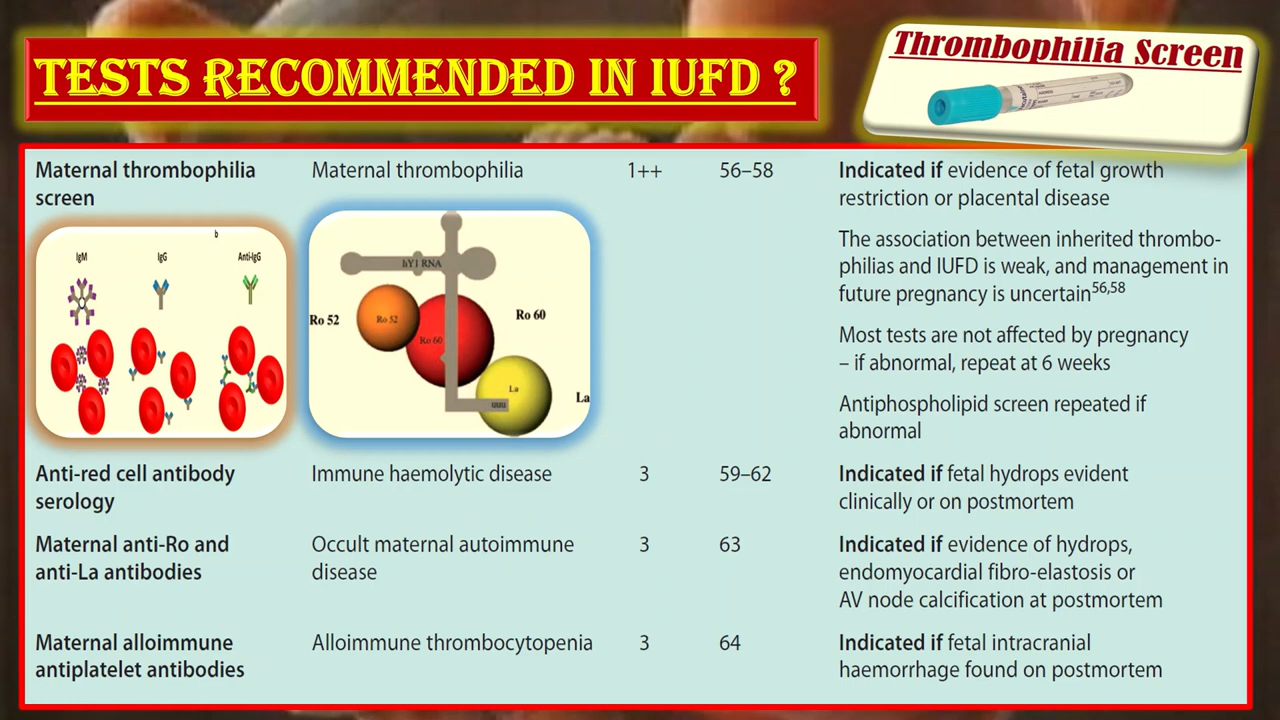 TESTS RECOMMENDED IN IUFD ?
Thrombophilia Screen
Maternal thrombophilia
screen
Maternal thrombophilia
1++
56–58
Indicated if evidence of fetal growth
restriction or placental disease
The association between inherited thrombo-
philias and IUFD is weak, and management in
future pregnancy is uncertain56,58
Most tests are not affected by pregnancy
– if abnormal, repeat at 6 weeks
Antiphospholipid screen repeated if
abnormal
b
IgM
IgG
Anti-IgG
hY1 RNA
Ro 52
Ro 52
Ro 60
Ro 60
La
La
uuu
Anti-red cell antibody
serology
Immune haemolytic disease
3
59–62
Indicated if fetal hydrops evident
clinically or on postmortem
Maternal anti-Ro and
anti-La antibodies
Occult maternal autoimmune
disease
3
63
Indicated if evidence of hydrops,
endomyocardial fibro-elastosis or
AV node calcification at postmortem
Maternal alloimmune
antiplatelet antibodies
Alloimmune thrombocytopenia
3
64
Indicated if fetal intracranial
haemorrhage found on postmortem